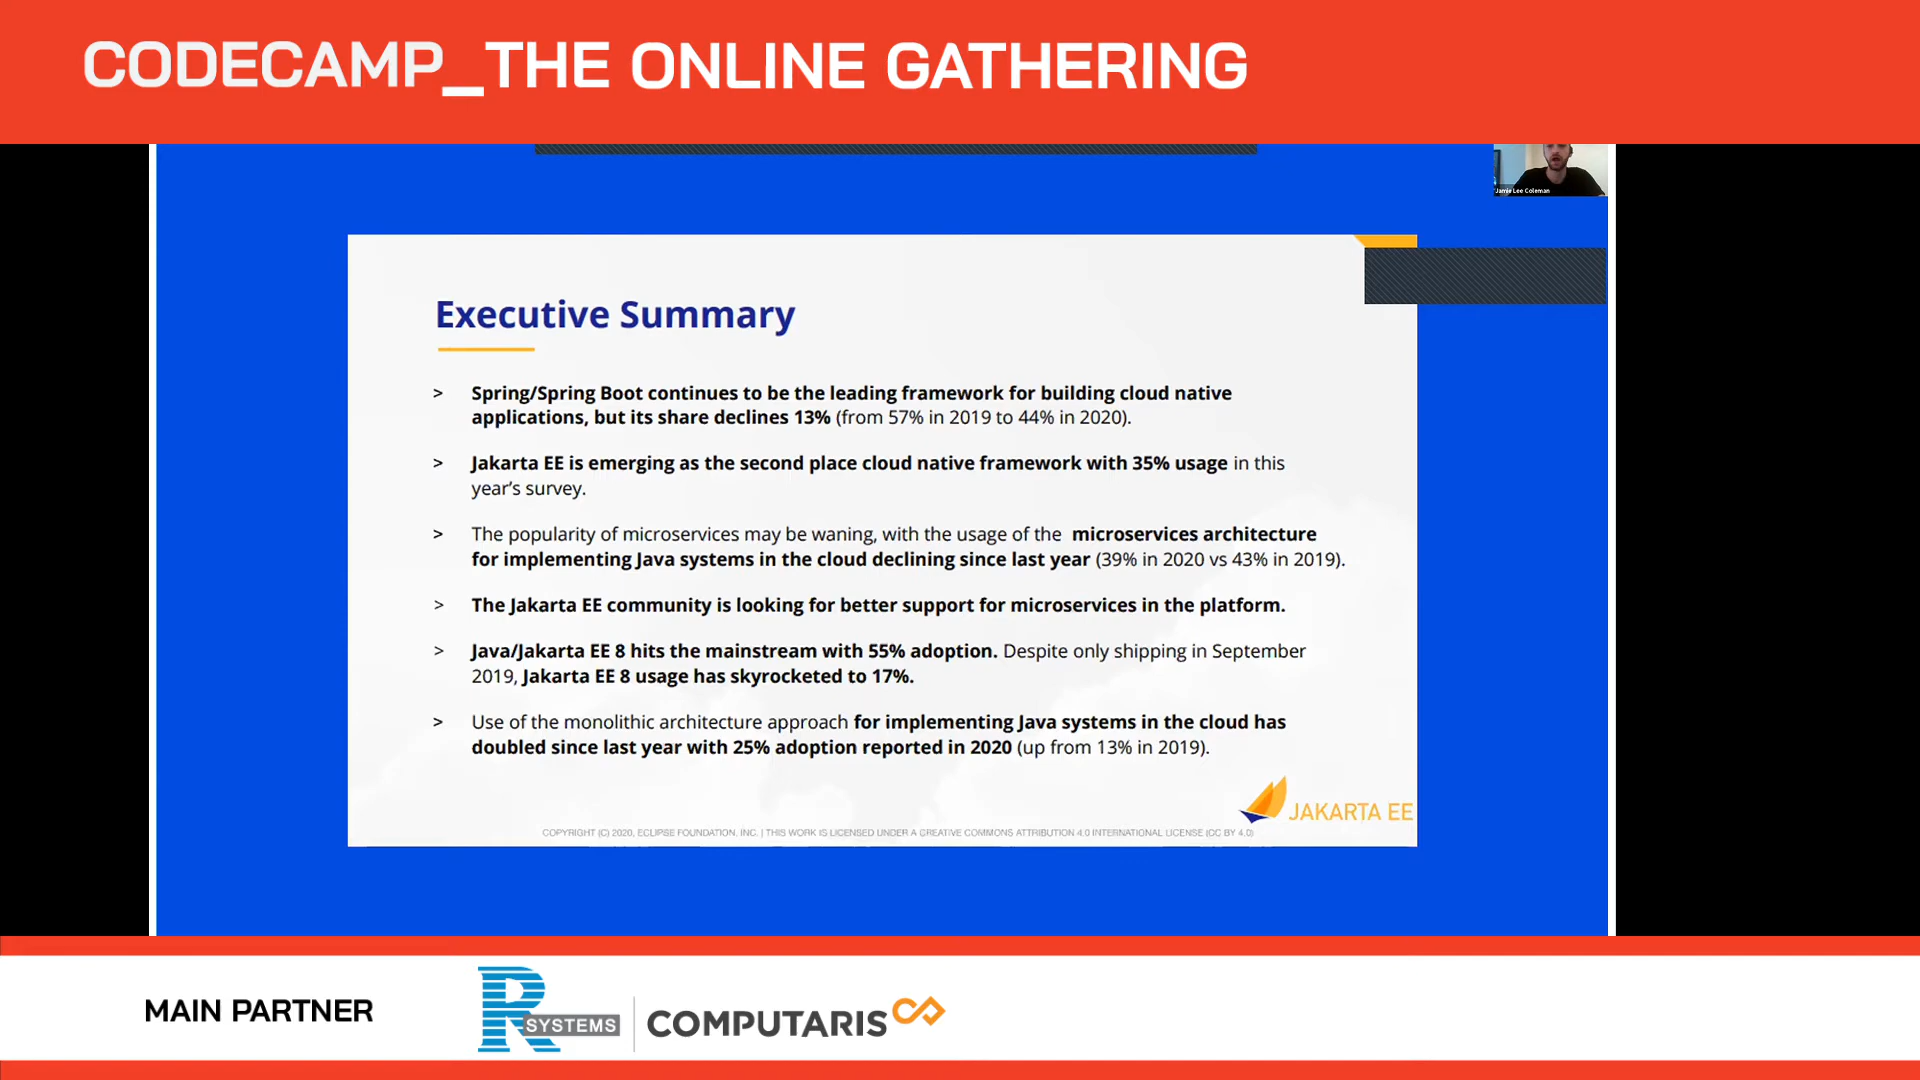 CODECAMP_THE ONLINE GATHERING
Jamie Lee Coleman
Executive Summary
> Spring/Spring Boot continues to be the leading framework for building cloud native
applications, but its share declines 13% (from 57% in 2019 to 44% in 2020).
> Jakarta EE is emerging as the second place cloud native framework with 35% usage in this
year's survey.
> The popularity of microservices may be waning, with the usage of the microservices architecture
for implementing Java systems in the cloud declining since last year (39% in 2020 vs 43% in 2019).
> The Jakarta EE community is looking for better support for microservices in the platform.
> Java/Jakarta EE 8 hits the mainstream with 55% adoption. Despite only shipping in September
2019, Jakarta EE 8 usage has skyrocketed to 17%.
> Use of the monolithic architecture approach for implementing Java systems in the cloud has
doubled since last year with 25% adoption reported in 2020 (up from 13% in 2019).
JAKARTA EE
COPYRIGHT (C) 2020, ECLIPSE FOUNDATION, INC. | THIS WORK IS LICENSED UNDER A CREATIVE COMMONS ATTRIBUTION 4.0 INTERNATIONAL LICENSE (CC BY 4.0)
MAIN PARTNER
R SYSTEMS
COMPUTARIS